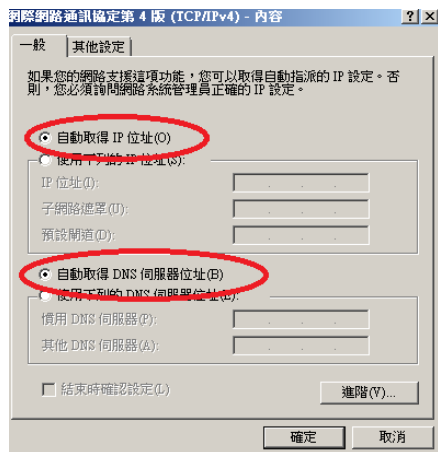 網際網路通訊協定第 4 版 (TCP/IPv4) - 內容
一般
其他設定
如果您的網路支援這項功能，您可以取得自動指派的 IP 設定。否
則，您必須詢問網路系統管理員正確的 IP 設定。
自動取得 IP 位址(O)
使用下列的 IP 位址(S):
IP 位址(I):
子網路遮罩(U):
預設閘道(D):
自動取得 DNS 伺服器位址(B)
使用下列的 DNS 伺服器位址(E):
慣用 DNS 伺服器(P):
其他 DNS 伺服器(A):
結束時確認設定(L)
進階(V)...
確定
取消